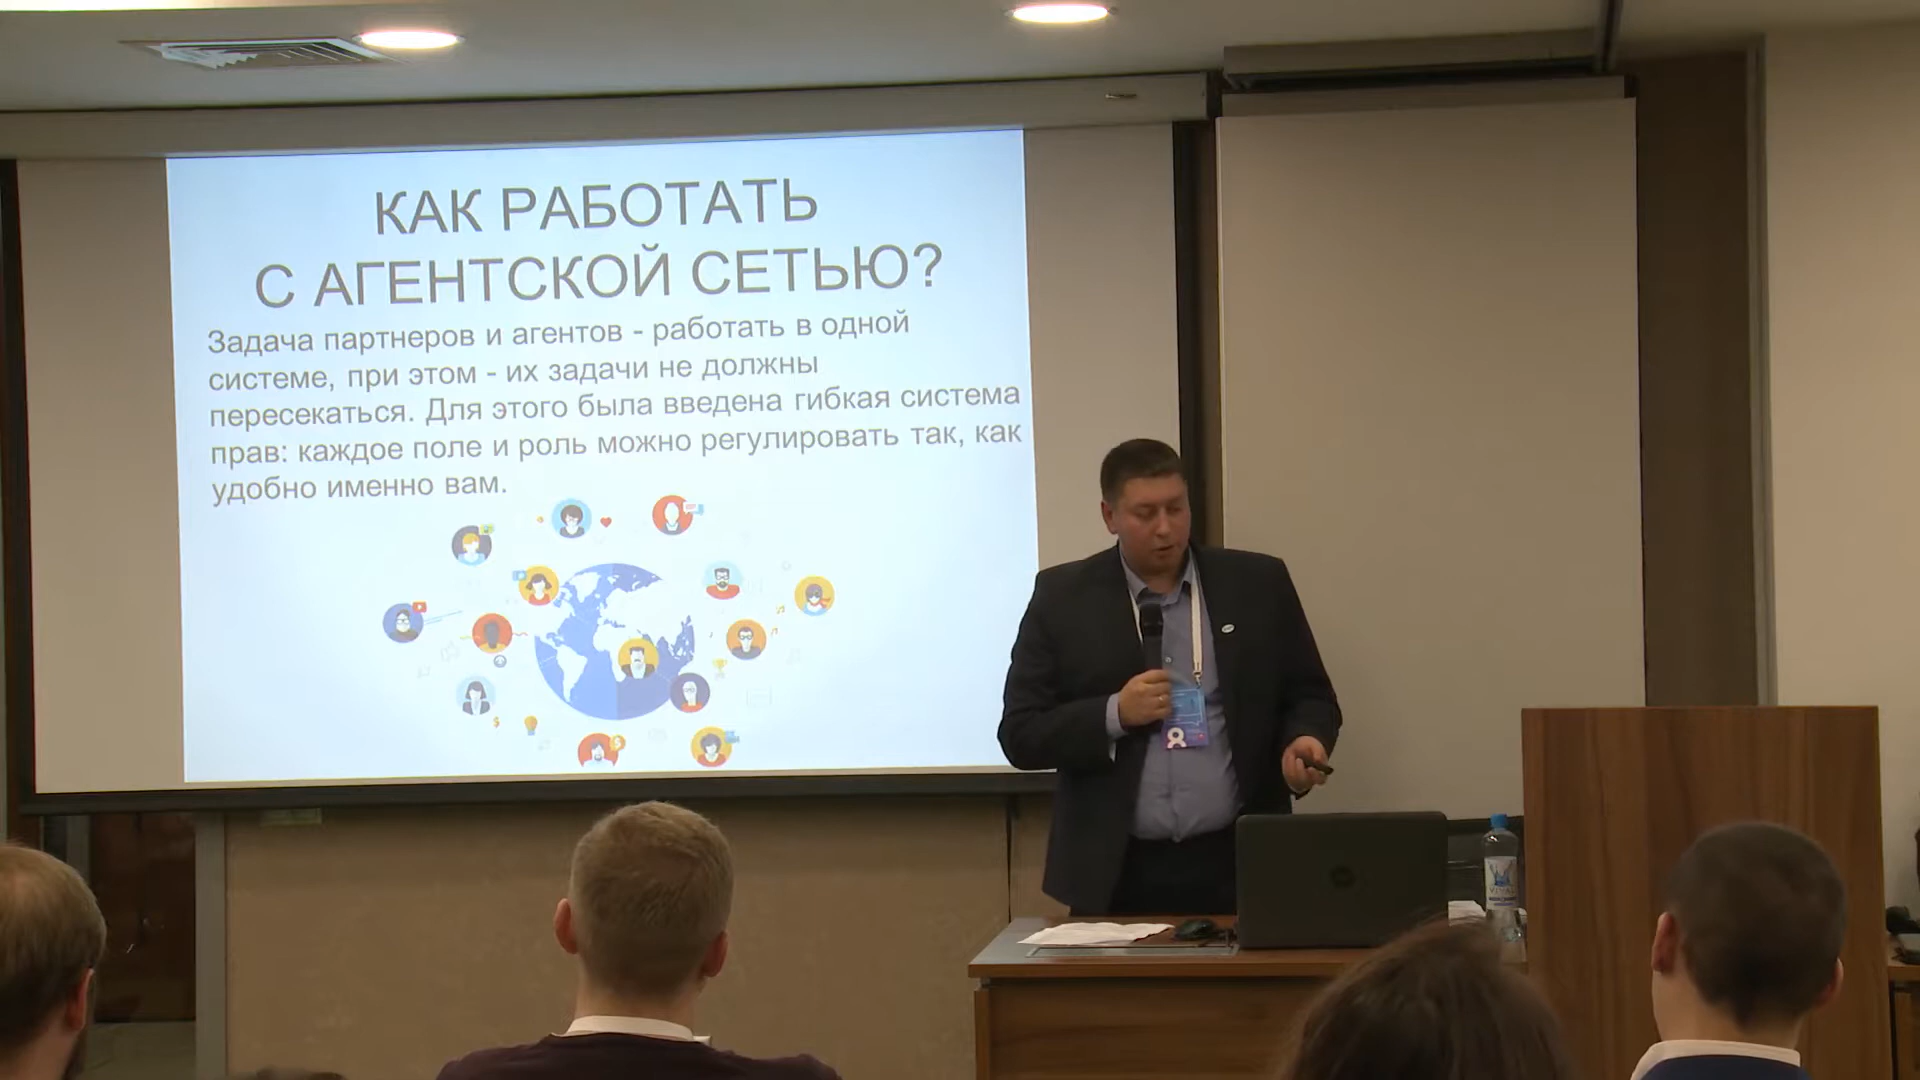 КАК РАБОТАТЬ
С АГЕНТСКОЙ СЕТЬЮ?
Задача партнеров и агентов - работать в одной
системе, при этом - их задачи не должны
пересекаться. Для этого была введена гибкая система
прав: каждое поле и роль можно регулировать так, как
удобно именно вам.
8